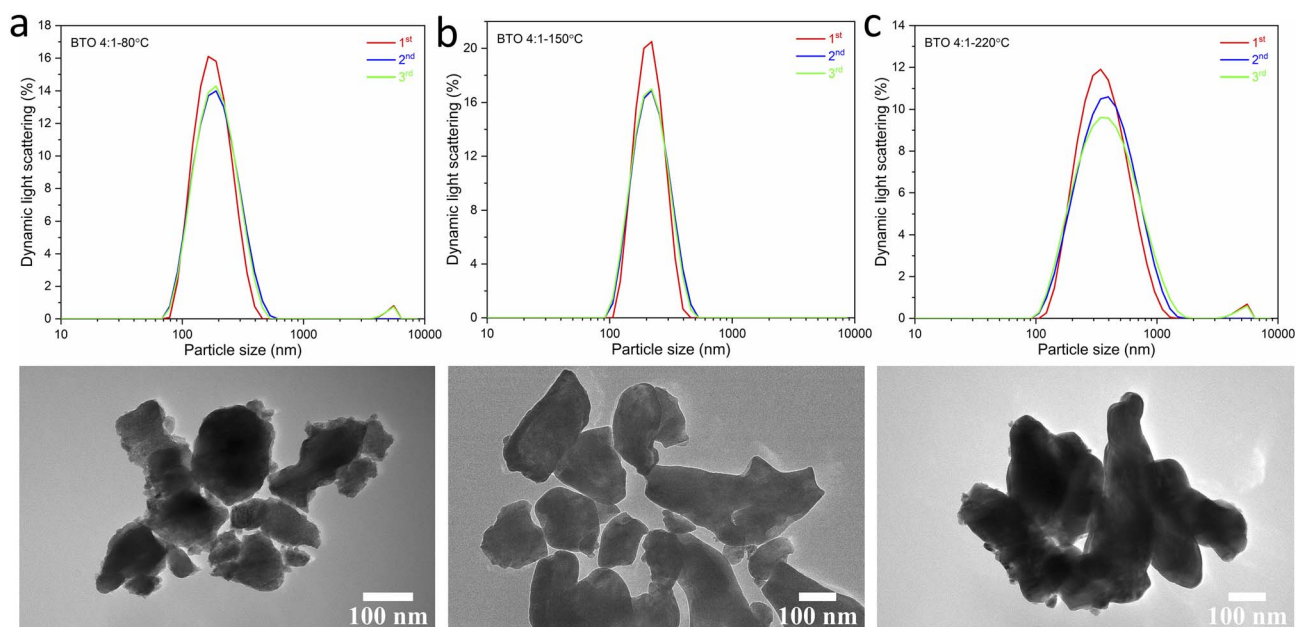 a
BTO 4:1-80°C
1st
2nd
3rd
Dynamic light scattering (%)
0
2
4
6
8
10
12
14
16
18
10
100
1000
10000
Particle size (nm)
100 nm
b
BTO 4:1-150°C
1st
2nd
3rd
Dynamic light scattering (%)
0
4
8
12
16
20
10
100
1000
10000
Particle size (nm)
100 nm
c
BTO 4:1-220°C
1st
2nd
3rd
Dynamic light scattering (%)
0
2
4
6
8
10
12
14
10
100
1000
10000
Particle size (nm)
100 nm